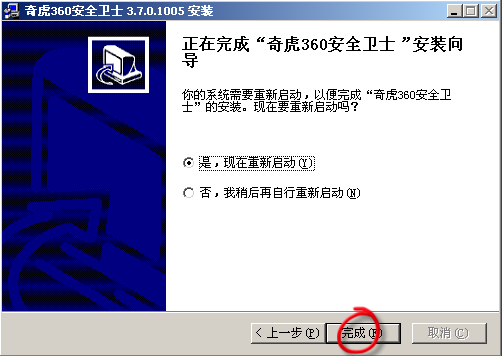 奇虎360安全卫士 3.7.0.1005 安装
正在完成“奇虎360安全卫士 ”安装向
导
你的系统需要重新启动，以便完成“奇虎360安全卫
士”的安装。现在要重新启动吗？
是，现在重新启动(Y)
否，我稍后再自行重新启动(N)
< 上一步(P)
完成(F)
取消(C)